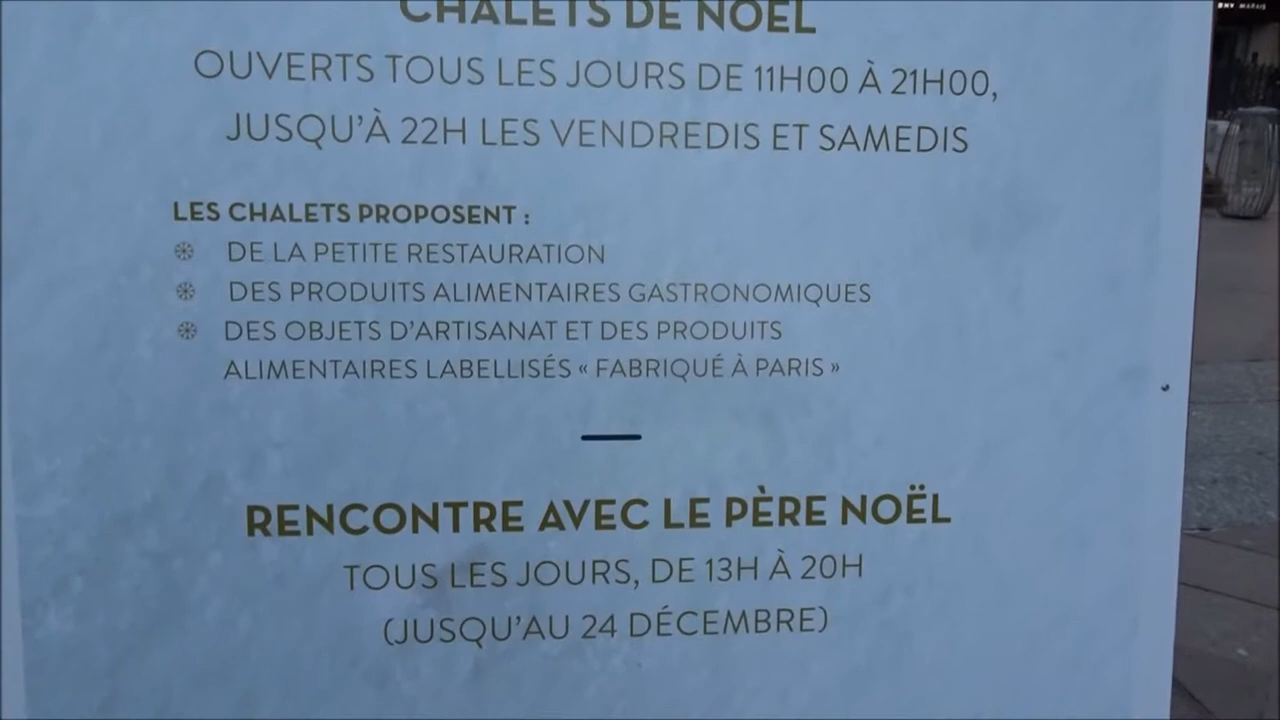 CHALETS DE NOËL
OUVERTS TOUS LES JOURS DE 11H00 À 21H00,
JUSQU'À 22H LES VENDREDIS ET SAMEDIS
LES CHALETS PROPOSENT :
DE LA PETITE RESTAURATION
DES PRODUITS ALIMENTAIRES GASTRONOMIQUES
DES OBJETS D'ARTISANAT ET DES PRODUITS
ALIMENTAIRES LABELLISÉS « FABRIQUÉ À PARIS »
RENCONTRE AVEC LE PÈRE NOËL
TOUS LES JOURS, DE 13H À 20H
(JUSQU'AU 24 DÉCEMBRE)